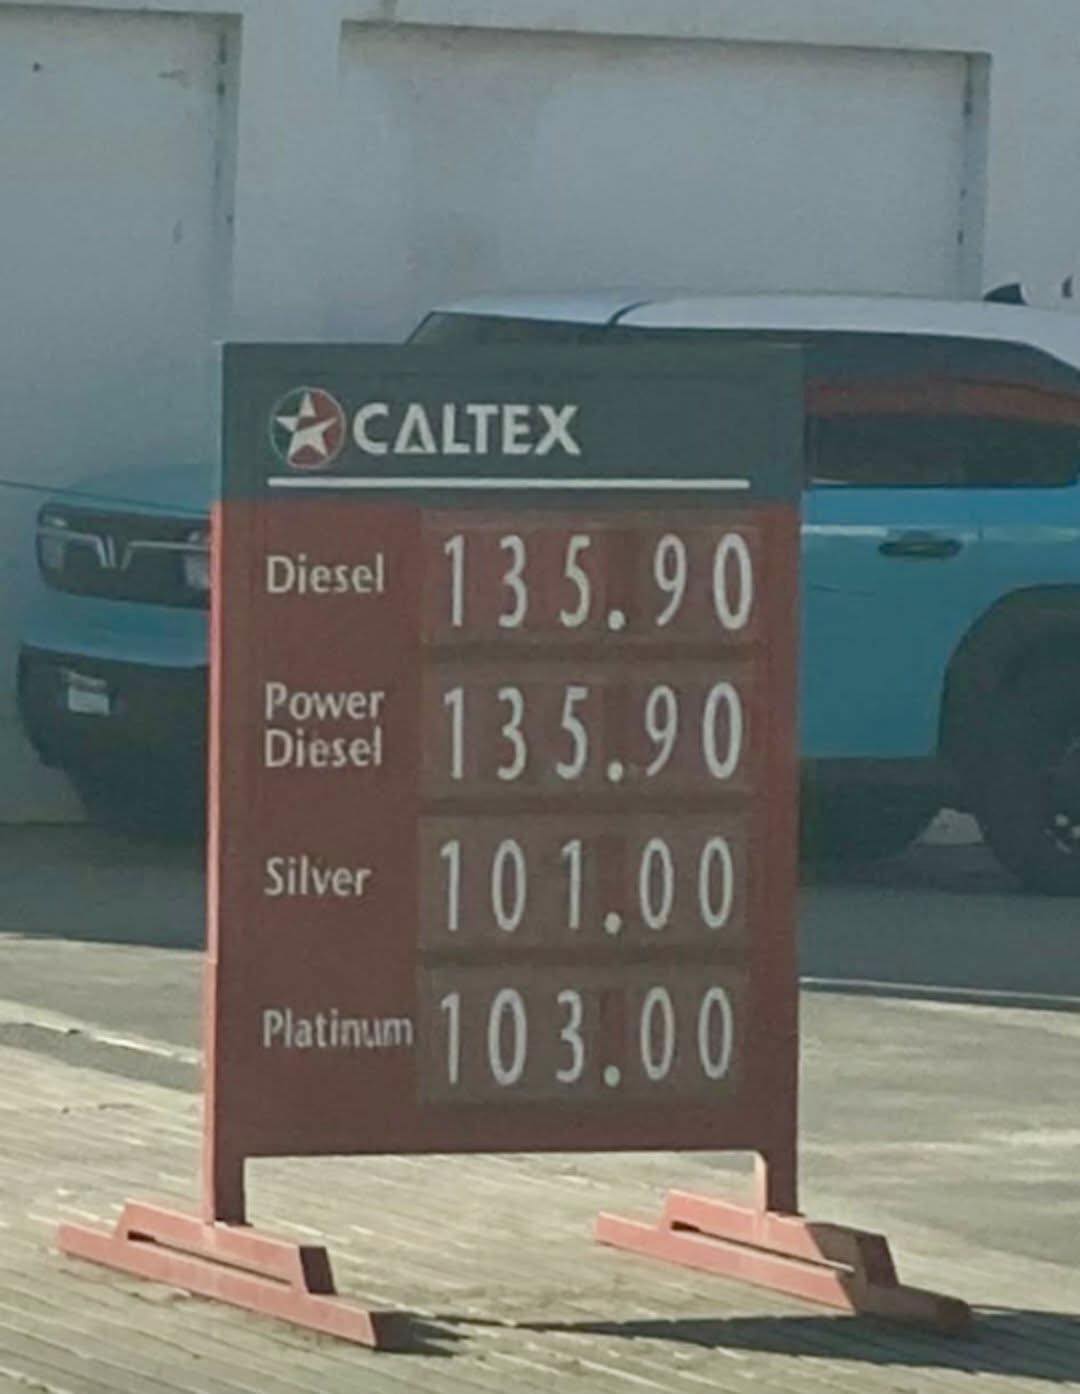 CALTEX
Diesel 135.90
Power
Diesel 135.90
Silver 101.00
Platinum 103.00